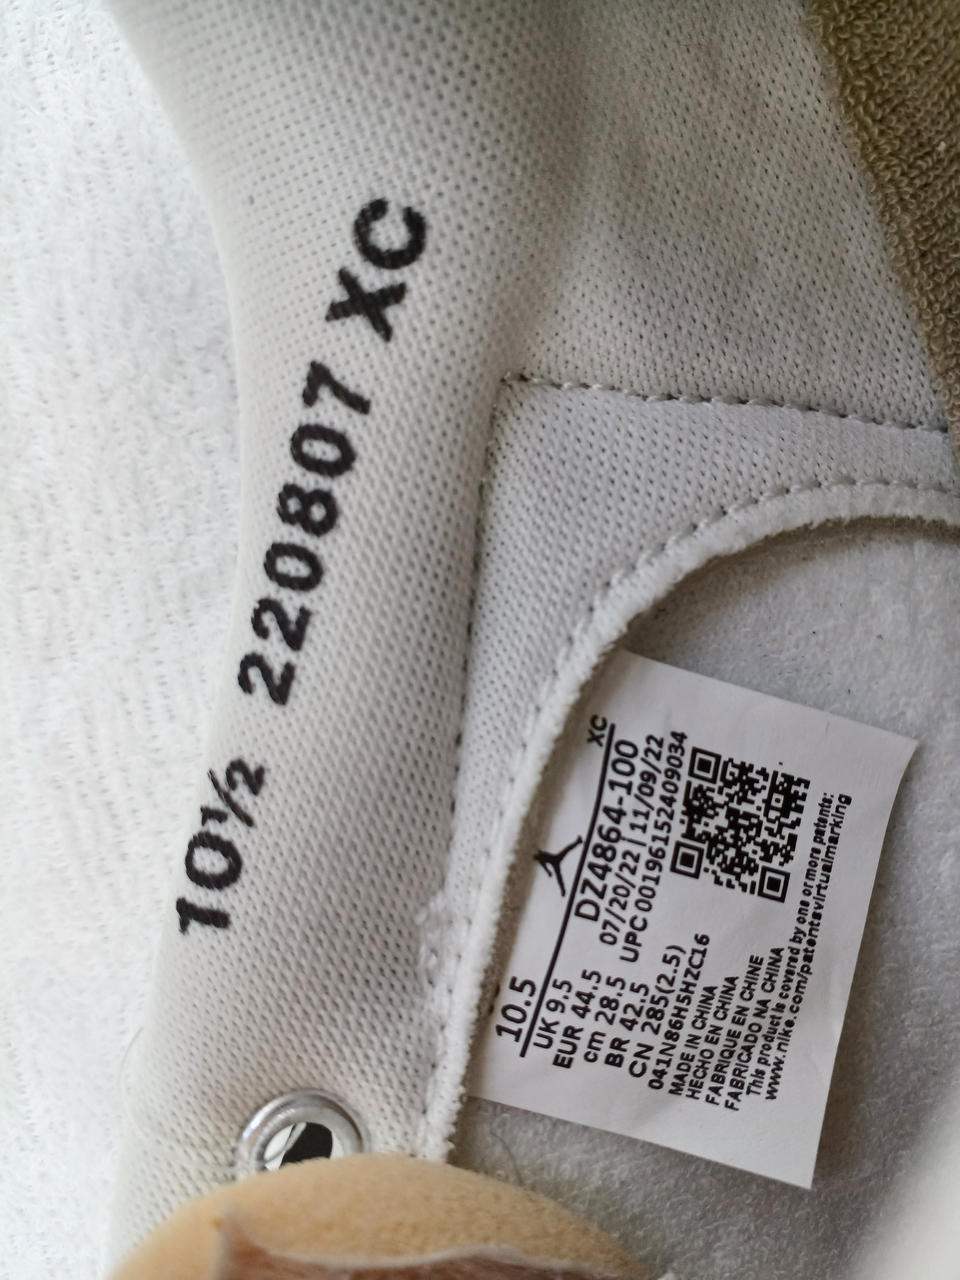 10½ 220807 XC
10.5
XC
UK 9.5
EUR 44.5
cm 28.5
BR 42.5
CN 285(2.5)
DZ4864-100
07/20/22 | 11/09/22
UPC 00196152409034
041N86H5HZC16
MADE IN CHINA
HECHO EN CHINA
FABRIQUE EN CHINE
FABRICADO NA CHINA
This product is covered by one or more patents:
www.nike.com/patentsvirtualmarking